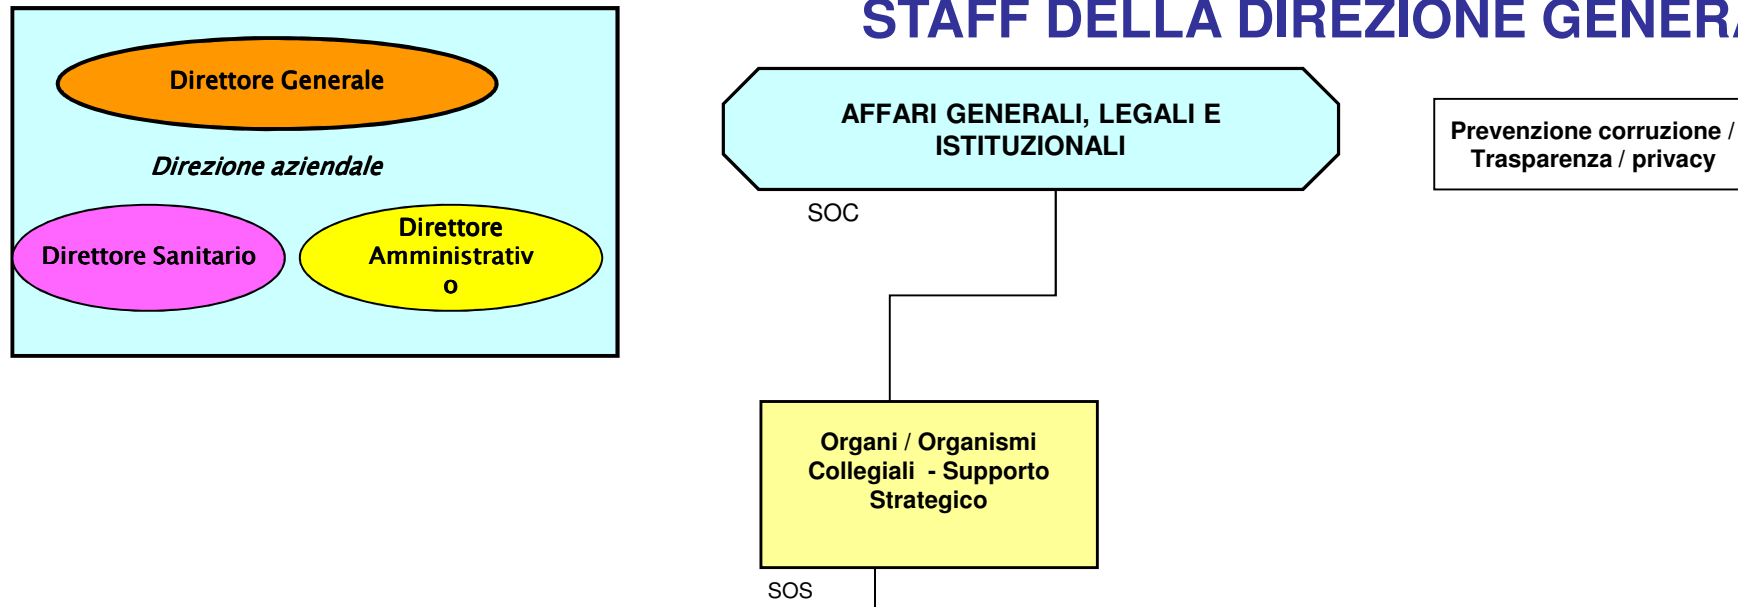 STAFF DELLA DIREZIONE GENERA
Direttore Generale
Direzione aziendale
Direttore Sanitario
Direttore
Amministrativ
o
AFFARI GENERALI, LEGALI E
ISTITUZIONALI
SOC
Prevenzione corruzione /
Trasparenza / privacy
Organi / Organismi
Collegiali - Supporto
Strategico
SOS